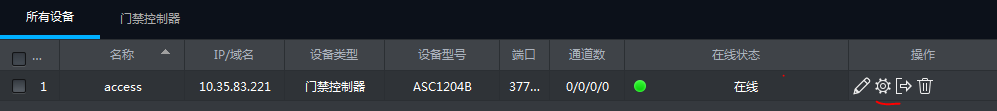 所有设备 门禁控制器
... 名称 IP/域名 设备类型 设备型号 端口 通道数 在线状态 操作
1 access 10.35.83.221 门禁控制器 ASC1204B 377... 0/0/0/0 在线